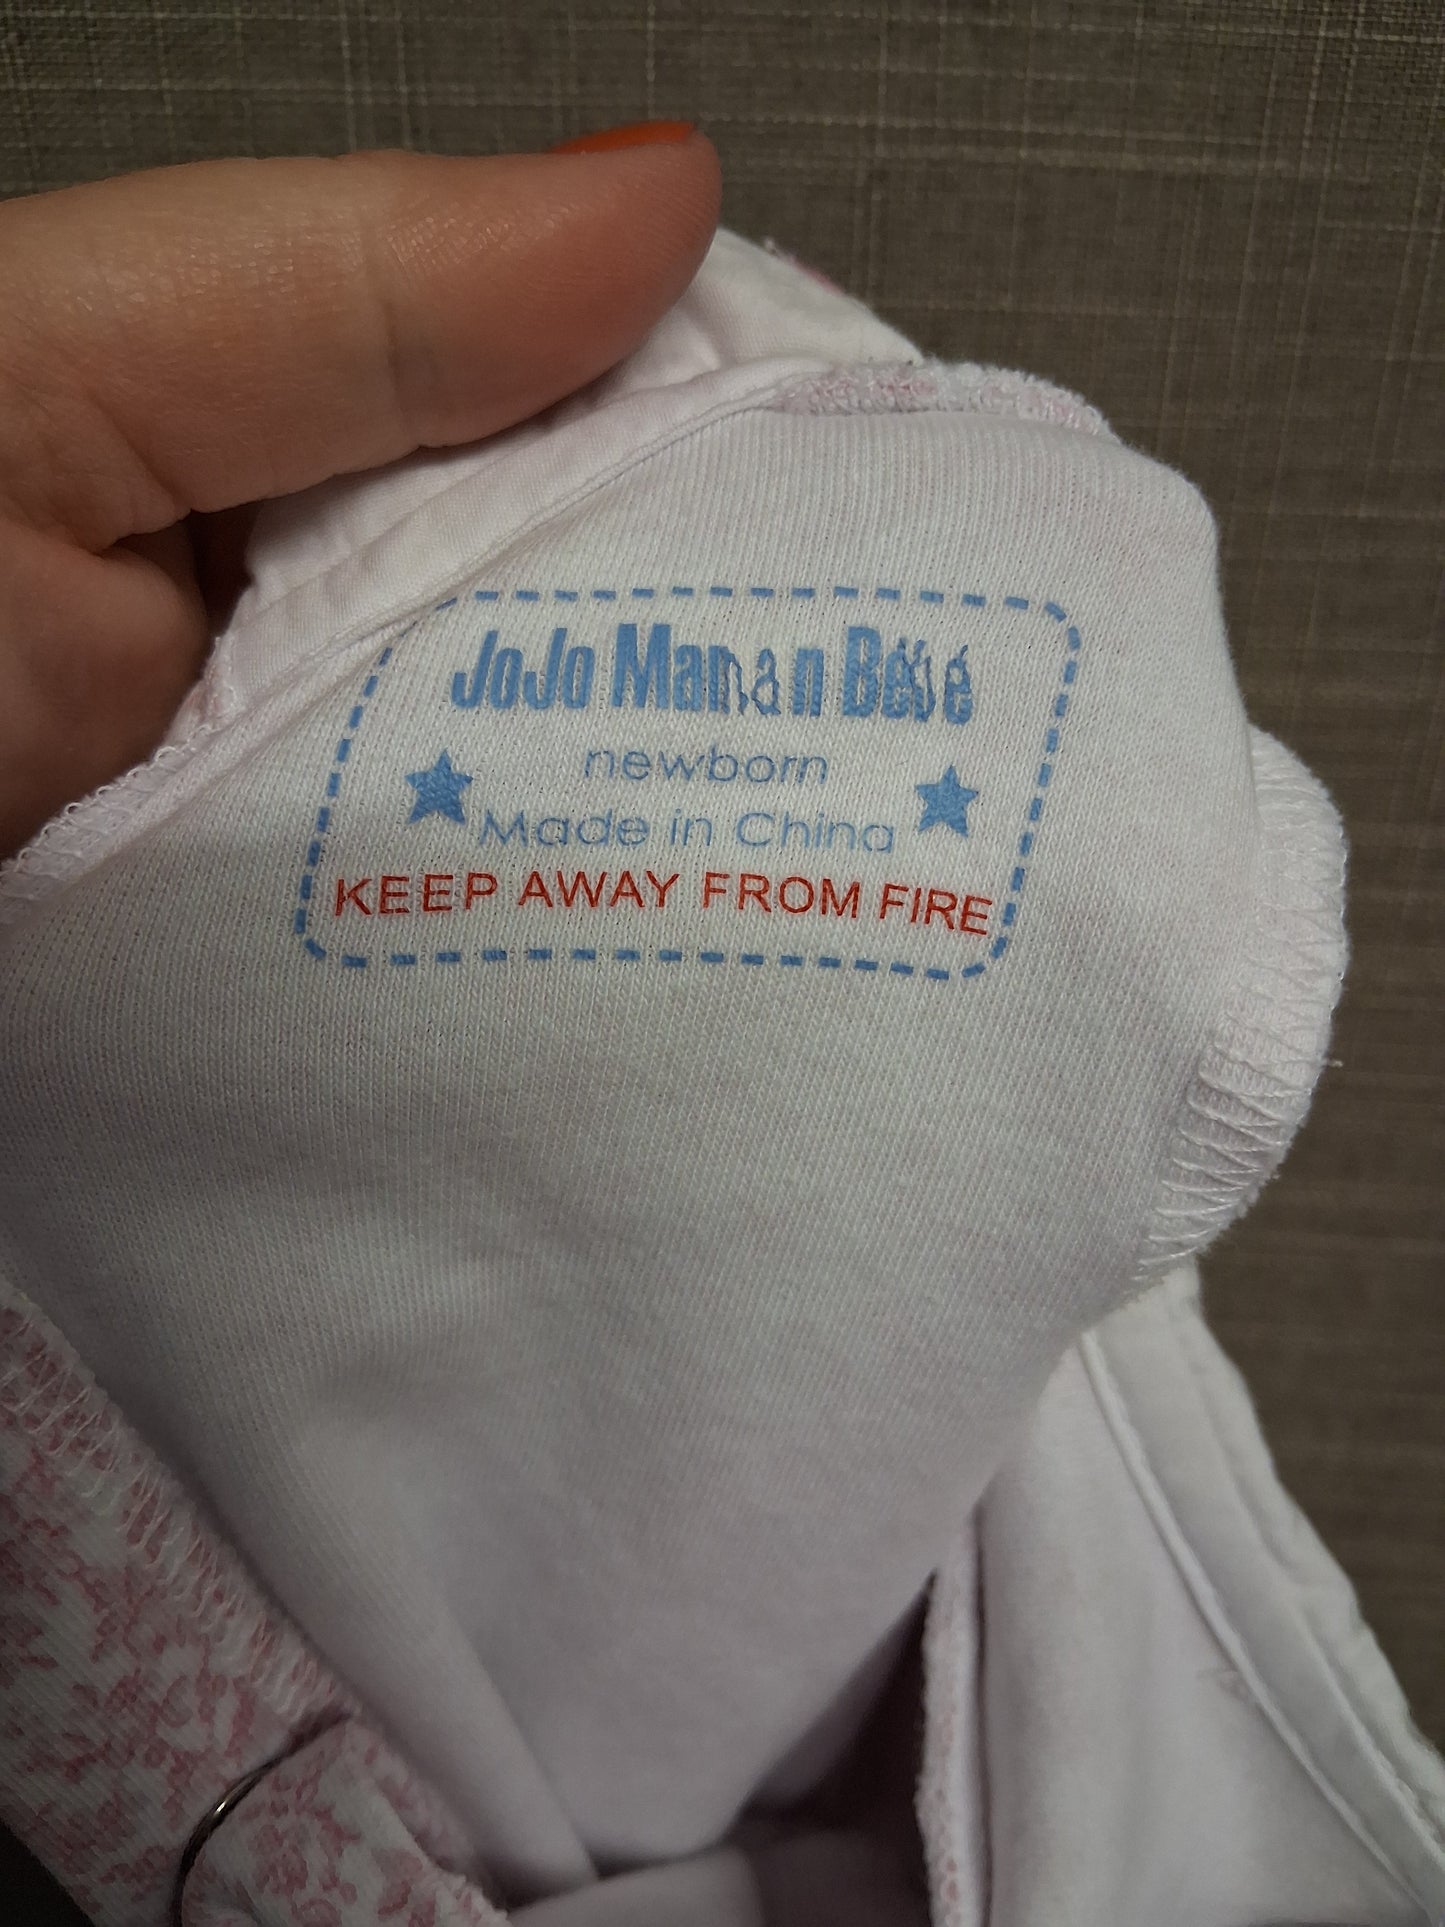 JoJo Maman Bébé
newborn
Made in China
KEEP AWAY FROM FIRE